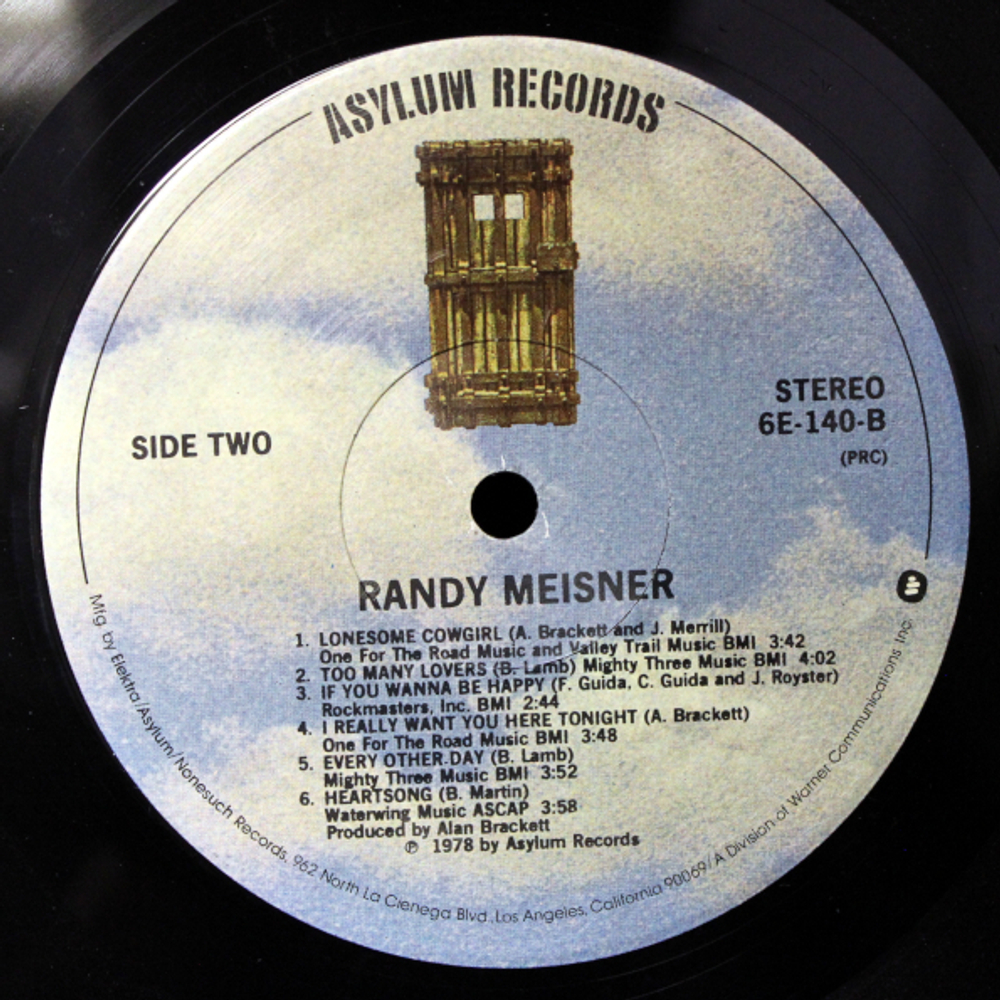 ASYLUM RECORDS
SIDE TWO
STEREO
6E-140-B
(PRC)
RANDY MEISNER
1. LONESOME COWGIRL (A. Brackett and J. Merrill)
One For The Road Music and Valley Trail Music BMI 3:42
2. TOO MANY LOVERS (B. Lamb) Mighty Three Music BMI 4:02
3. IF YOU WANNA BE HAPPY (F. Guida, C. Guida and J. Royster)
Rockmasters, Inc. BMI 2:44
4. I REALLY WANT YOU HERE TONIGHT (A. Brackett)
One For The Road Music BMI 3:48
5. EVERY OTHER DAY (B. Lamb)
Mighty Three Music BMI 3:52
6. HEARTSONG (B. Martin)
Waterwing Music ASCAP 3:58
Produced by Alan Brackett
℗ 1978 by Asylum Records
Mfg. by Elektra/Asylum/Nonesuch Records, 962 North La Cienega Blvd., Los Angeles, California 90069/A Division of Warner Communications Inc.